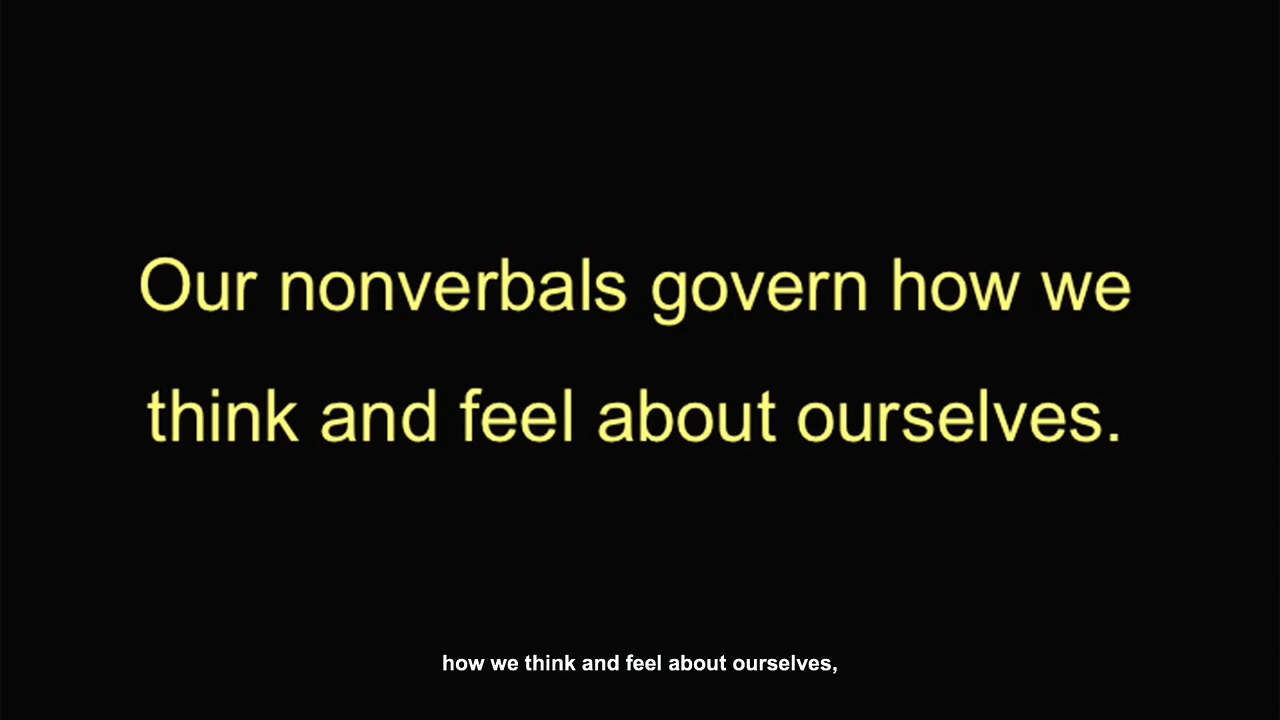 Our nonverbals govern how we
think and feel about ourselves.
how we think and feel about ourselves,